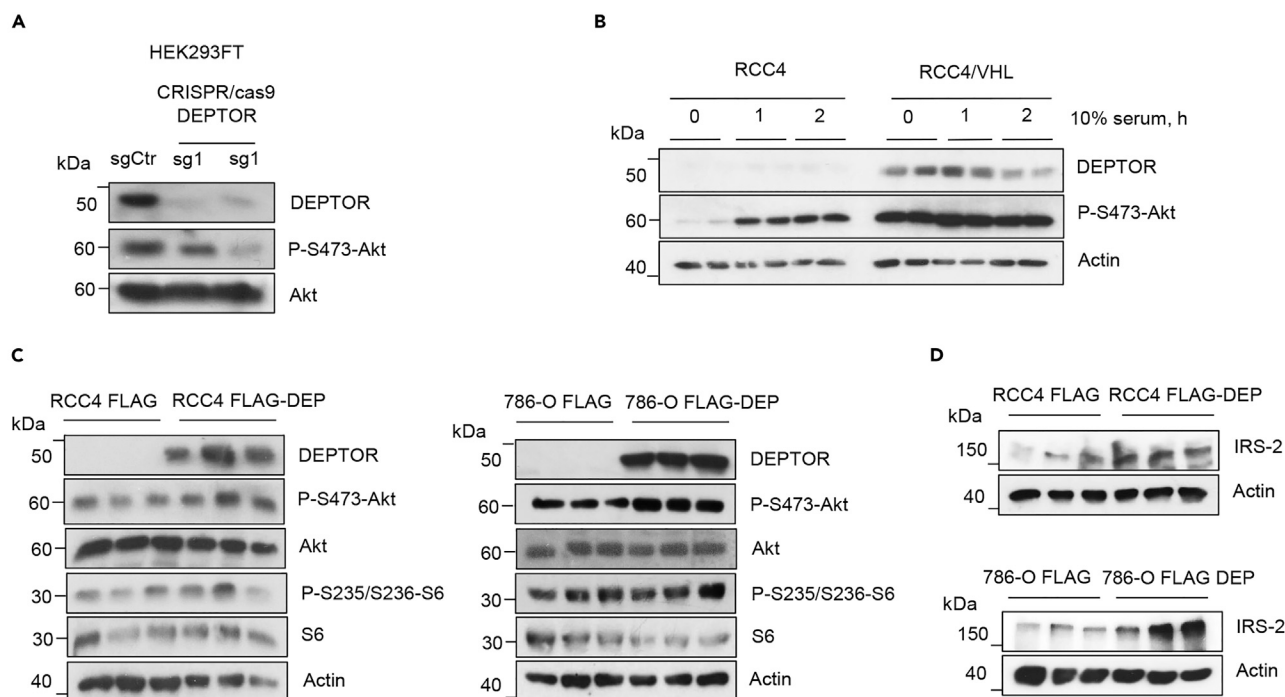 A
HEK293FT
CRISPR/cas9
DEPTOR
kDa
sgCtr sg1 sg1
50 DEPTOR
60 P-S473-Akt
60 Akt
B
RCC4 RCC4/VHL
0 1 2 0 1 2 10% serum, h
kDa
50 DEPTOR
60 P-S473-Akt
40 Actin
C
RCC4 FLAG RCC4 FLAG-DEP
kDa
50 DEPTOR
60 P-S473-Akt
60 Akt
30 P-S235/S236-S6
30 S6
40 Actin
786-O FLAG 786-O FLAG-DEP
kDa
50 DEPTOR
60 P-S473-Akt
60 Akt
30 P-S235/S236-S6
30 S6
40 Actin
D
RCC4 FLAG RCC4 FLAG-DEP
kDa
150 IRS-2
40 Actin
786-O FLAG 786-O FLAG DEP
kDa
150 IRS-2
40 Actin